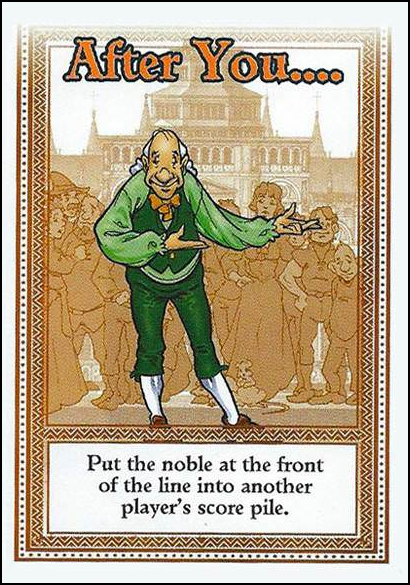 After You....
Put the noble at the front
of the line into another
player's score pile.